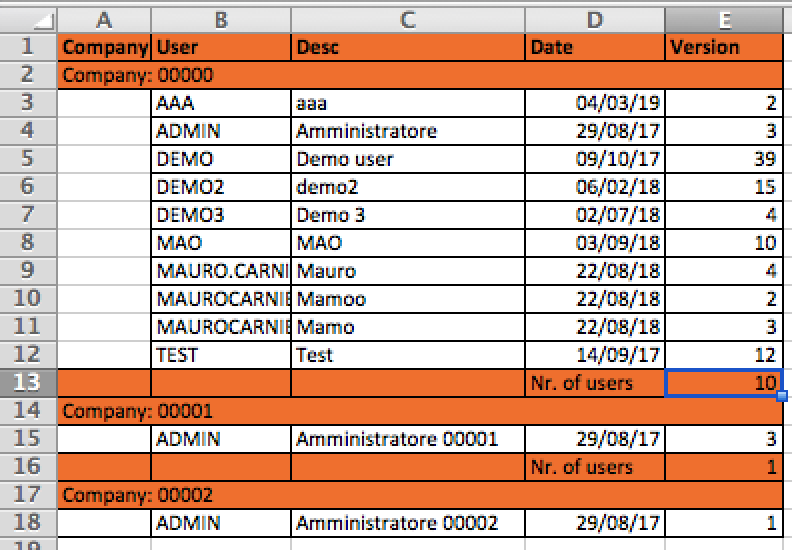 A B C D E
1 Company User Desc Date Version
2 Company: 00000
3 AAA aaa 04/03/19 2
4 ADMIN Amministratore 29/08/17 3
5 DEMO Demo user 09/10/17 39
6 DEMO2 demo2 06/02/18 15
7 DEMO3 Demo 3 02/07/18 4
8 MAO MAO 03/09/18 10
9 MAURO.CARNI Mauro 22/08/18 4
10 MAUROCARNIE Mamoo 22/08/18 2
11 MAUROCARNIE Mamo 22/08/18 3
12 TEST Test 14/09/17 12
13 Nr. of users 10
14 Company: 00001
15 ADMIN Amministratore 00001 29/08/17 3
16 Nr. of users 1
17 Company: 00002
18 ADMIN Amministratore 00002 29/08/17 1
19